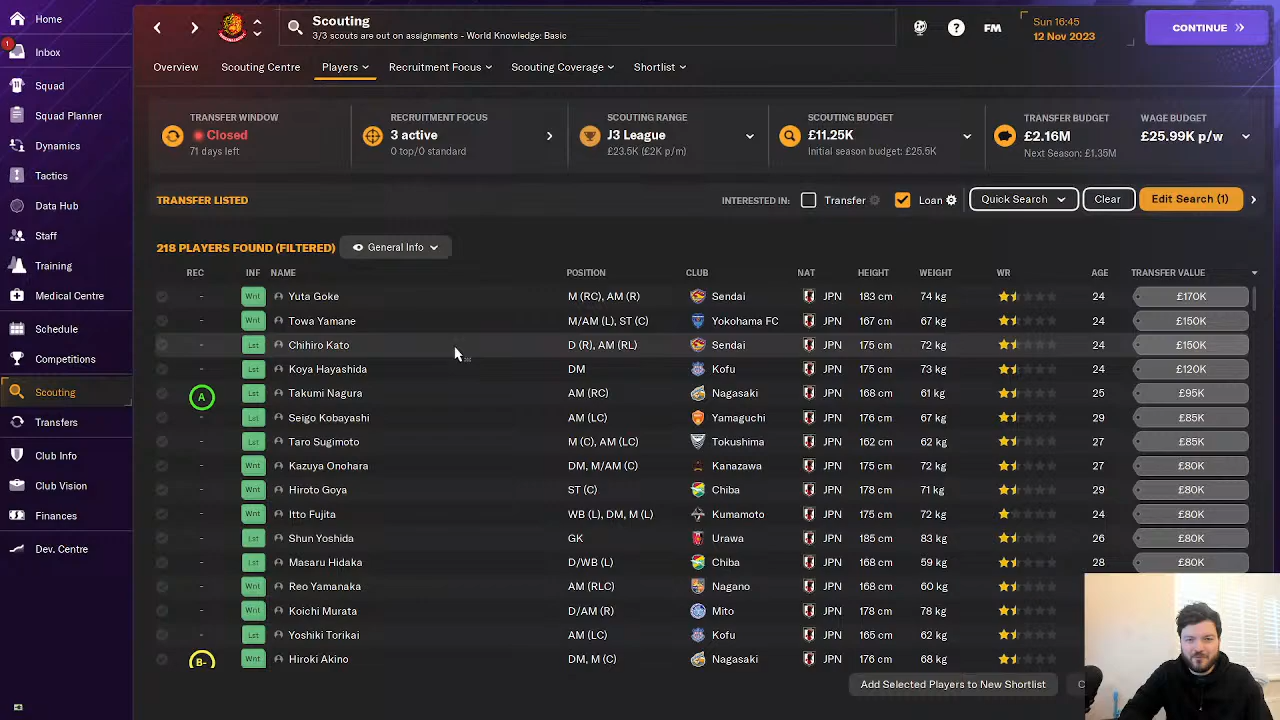 Home
Scouting
3/3 scouts are out on assignments - World Knowledge: Basic
FM
Sun 16:45
12 Nov 2023
CONTINUE
1
Inbox
Squad
Squad Planner
Dynamics
Tactics
Data Hub
Staff
Training
Medical Centre
Schedule
Competitions
Scouting
Transfers
Club Info
Club Vision
Finances
Dev. Centre
Overview Scouting Centre Players Recruitment Focus Scouting Coverage Shortlist
TRANSFER WINDOW
Closed
71 days left
RECRUITMENT FOCUS
3 active
0 top/0 standard
SCOUTING RANGE
J3 League
£23.5K (£2K p/m)
SCOUTING BUDGET
£11.25K
Initial season budget: £25.5K
TRANSFER BUDGET
£2.16M
Next Season: £1.35M
WAGE BUDGET
£25.99K p/w
TRANSFER LISTED INTERESTED IN: Transfer Loan Quick Search Clear Edit Search (1)
218 PLAYERS FOUND (FILTERED) General Info
REC INF NAME POSITION CLUB NAT HEIGHT WEIGHT WR AGE TRANSFER VALUE
- Wnt Yuta Goke M (RC), AM (R) Sendai JPN 183 cm 74 kg 24 £170K
- Wnt Towa Yamane M/AM (L), ST (C) Yokohama FC JPN 167 cm 67 kg 24 £150K
- Lst Chihiro Kato D (R), AM (RL) Sendai JPN 175 cm 72 kg 24 £150K
- Lst Koya Hayashida DM Kofu JPN 175 cm 73 kg 24 £120K
A Lst Takumi Nagura AM (RC) Nagasaki JPN 168 cm 61 kg 25 £95K
- Lst Seigo Kobayashi AM (LC) Yamaguchi JPN 176 cm 67 kg 29 £85K
- Lst Taro Sugimoto M (C), AM (LC) Tokushima JPN 162 cm 62 kg 27 £85K
- Wnt Kazuya Onohara DM, M/AM (C) Kanazawa JPN 175 cm 72 kg 27 £80K
- Wnt Hiroto Goya ST (C) Chiba JPN 178 cm 71 kg 29 £80K
- Wnt Itto Fujita WB (L), DM, M (L) Kumamoto JPN 175 cm 72 kg 24 £80K
- Lst Shun Yoshida GK Urawa JPN 185 cm 83 kg 26 £80K
- Lst Masaru Hidaka D/WB (L) Chiba JPN 168 cm 59 kg 28 £80K
- Wnt Reo Yamanaka AM (RLC) Nagano JPN 168 cm 60 kg
- Wnt Koichi Murata D/AM (R) Mito JPN 178 cm 78 kg
- Lst Yoshiki Torikai AM (LC) Kofu JPN 165 cm 62 kg
B- Wnt Hiroki Akino DM, M (C) Nagasaki JPN 176 cm 68 kg
Add Selected Players to New Shortlist